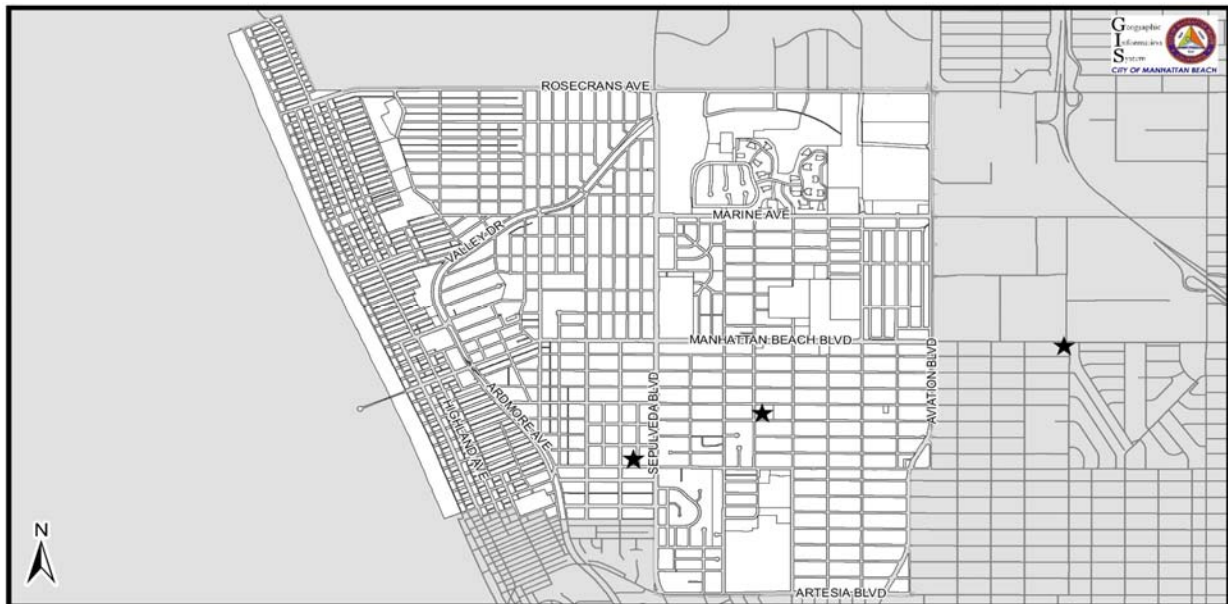 Geographic
Information
System
CITY OF MANHATTAN BEACH
ROSECRANS AVE
MARINE AVE
VALLEY DR
MANHATTAN BEACH BLVD
SEPULVEDA BLVD
AVIATION BLVD
ARDMORE AVE
HIGHLAND AVE
N
ARTESIA BLVD